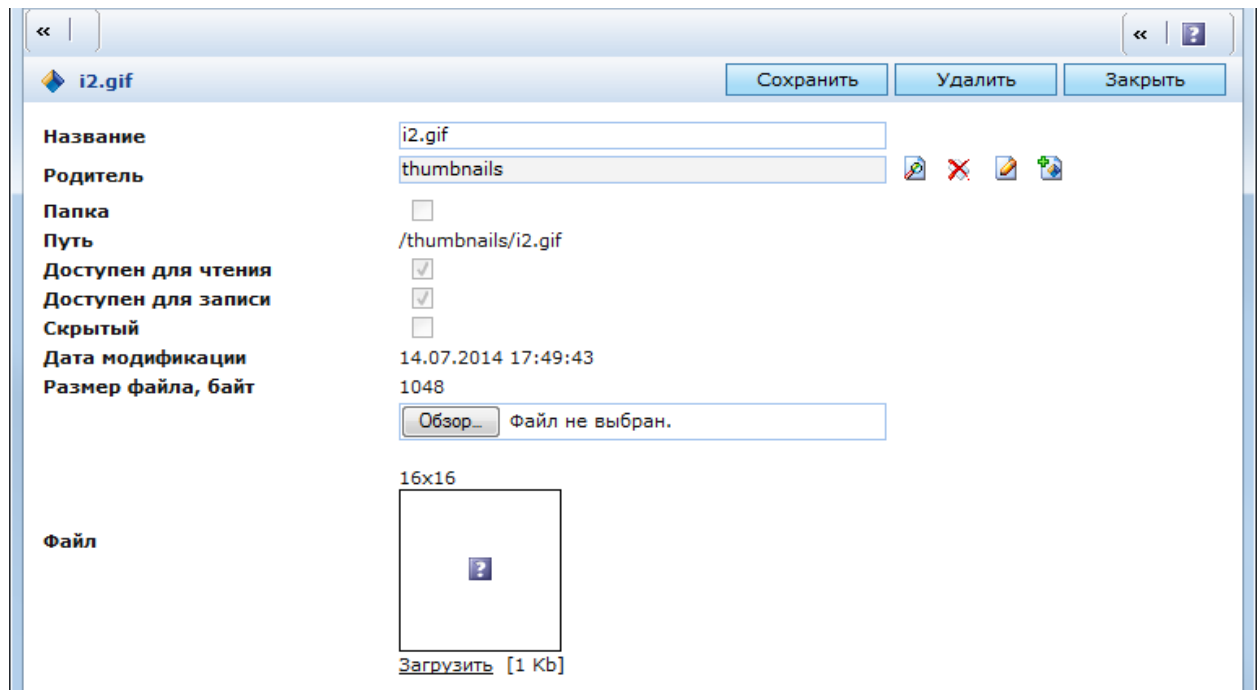 « «  ?
i2.gif Сохранить Удалить Закрыть
Название i2.gif
Родитель thumbnails
Папка
Путь /thumbnails/i2.gif
Доступен для чтения
Доступен для записи
Скрытый
Дата модификации 14.07.2014 17:49:43
Размер файла, байт 1048
Обзор... Файл не выбран.
16x16
Файл ?
Загрузить [1 Kb]